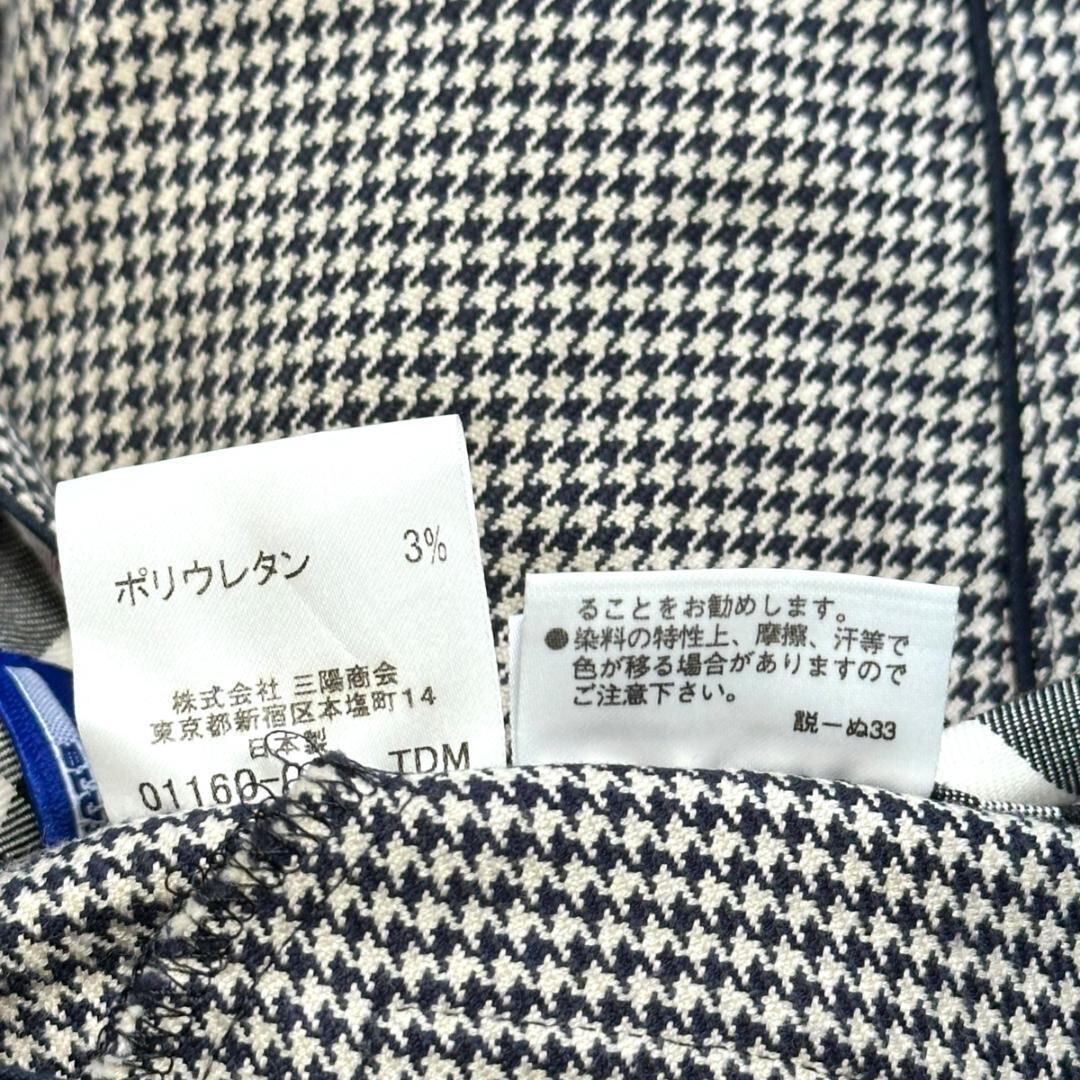 ポリウレタン 3%
株式会社 三陽商会
東京都新宿区本塩町14
日本製
01160-0 TDM
ることをお勧めします。
●染料の特性上、摩擦、汗等で
色が移る場合がありますので
ご注意下さい。
説ーぬ33